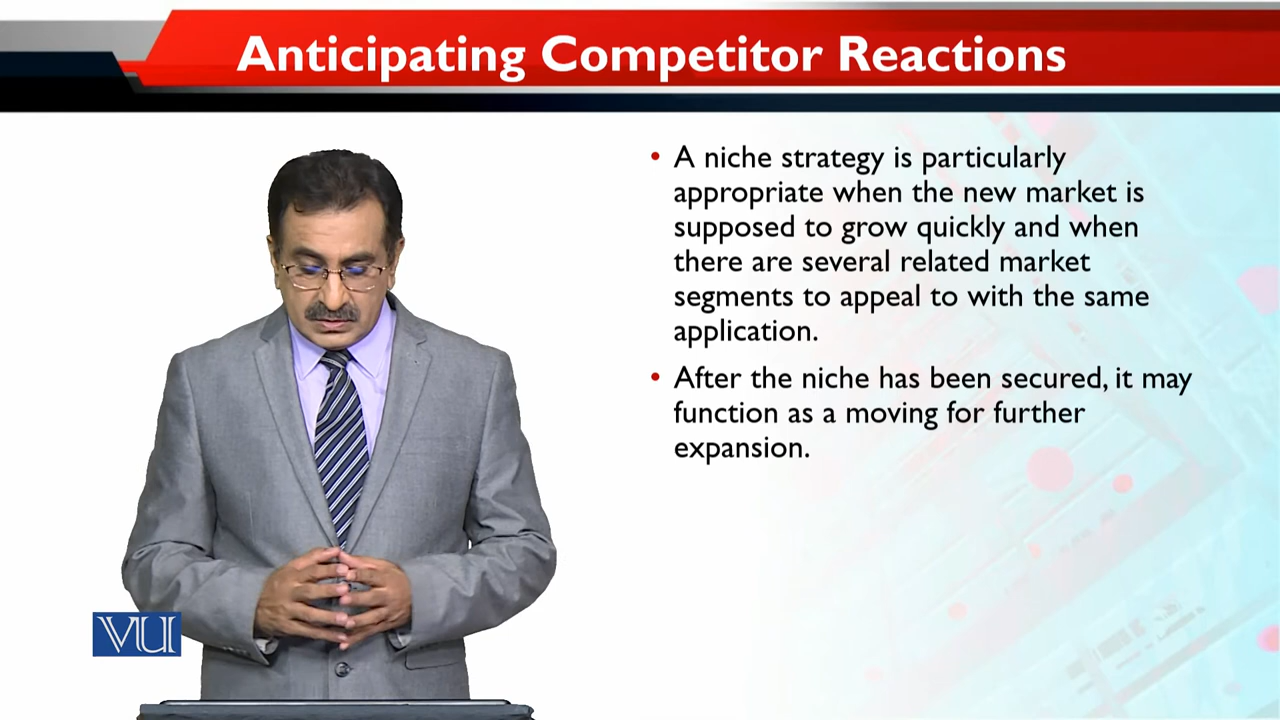 Anticipating Competitor Reactions
• A niche strategy is particularly
appropriate when the new market is
supposed to grow quickly and when
there are several related market
segments to appeal to with the same
application.
• After the niche has been secured, it may
function as a moving for further
expansion.
VU